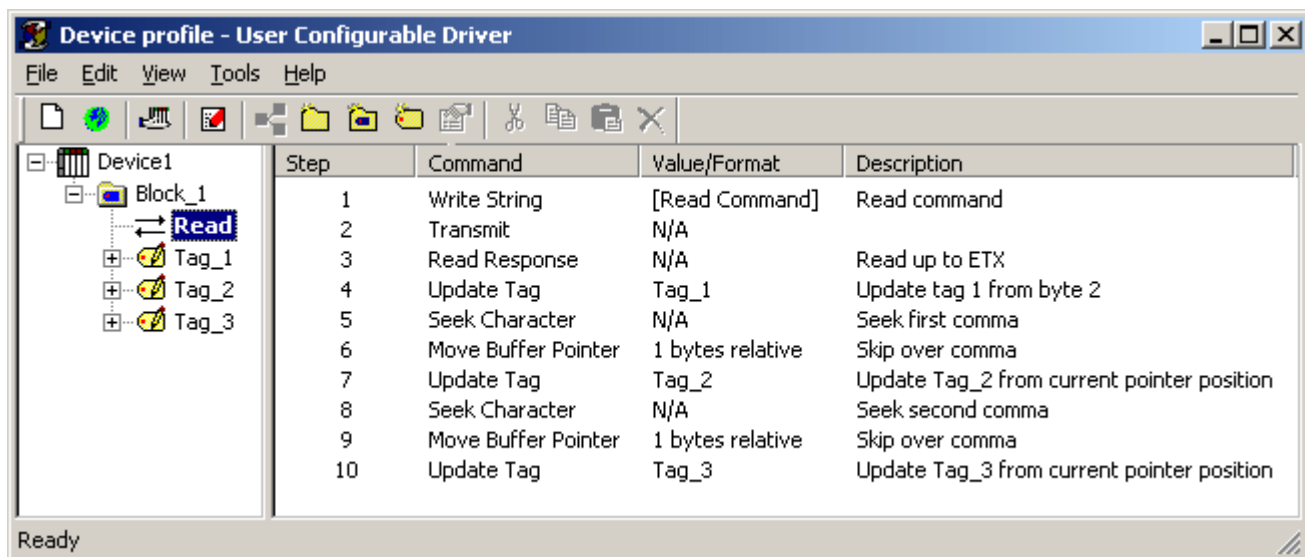 Device profile - User Configurable Driver
File Edit View Tools Help
Device1
Block_1
Read
Tag_1
Tag_2
Tag_3
Step Command Value/Format Description
1 Write String [Read Command] Read command
2 Transmit N/A
3 Read Response N/A Read up to ETX
4 Update Tag Tag_1 Update tag 1 from byte 2
5 Seek Character N/A Seek first comma
6 Move Buffer Pointer 1 bytes relative Skip over comma
7 Update Tag Tag_2 Update Tag_2 from current pointer position
8 Seek Character N/A Seek second comma
9 Move Buffer Pointer 1 bytes relative Skip over comma
10 Update Tag Tag_3 Update Tag_3 from current pointer position
Ready